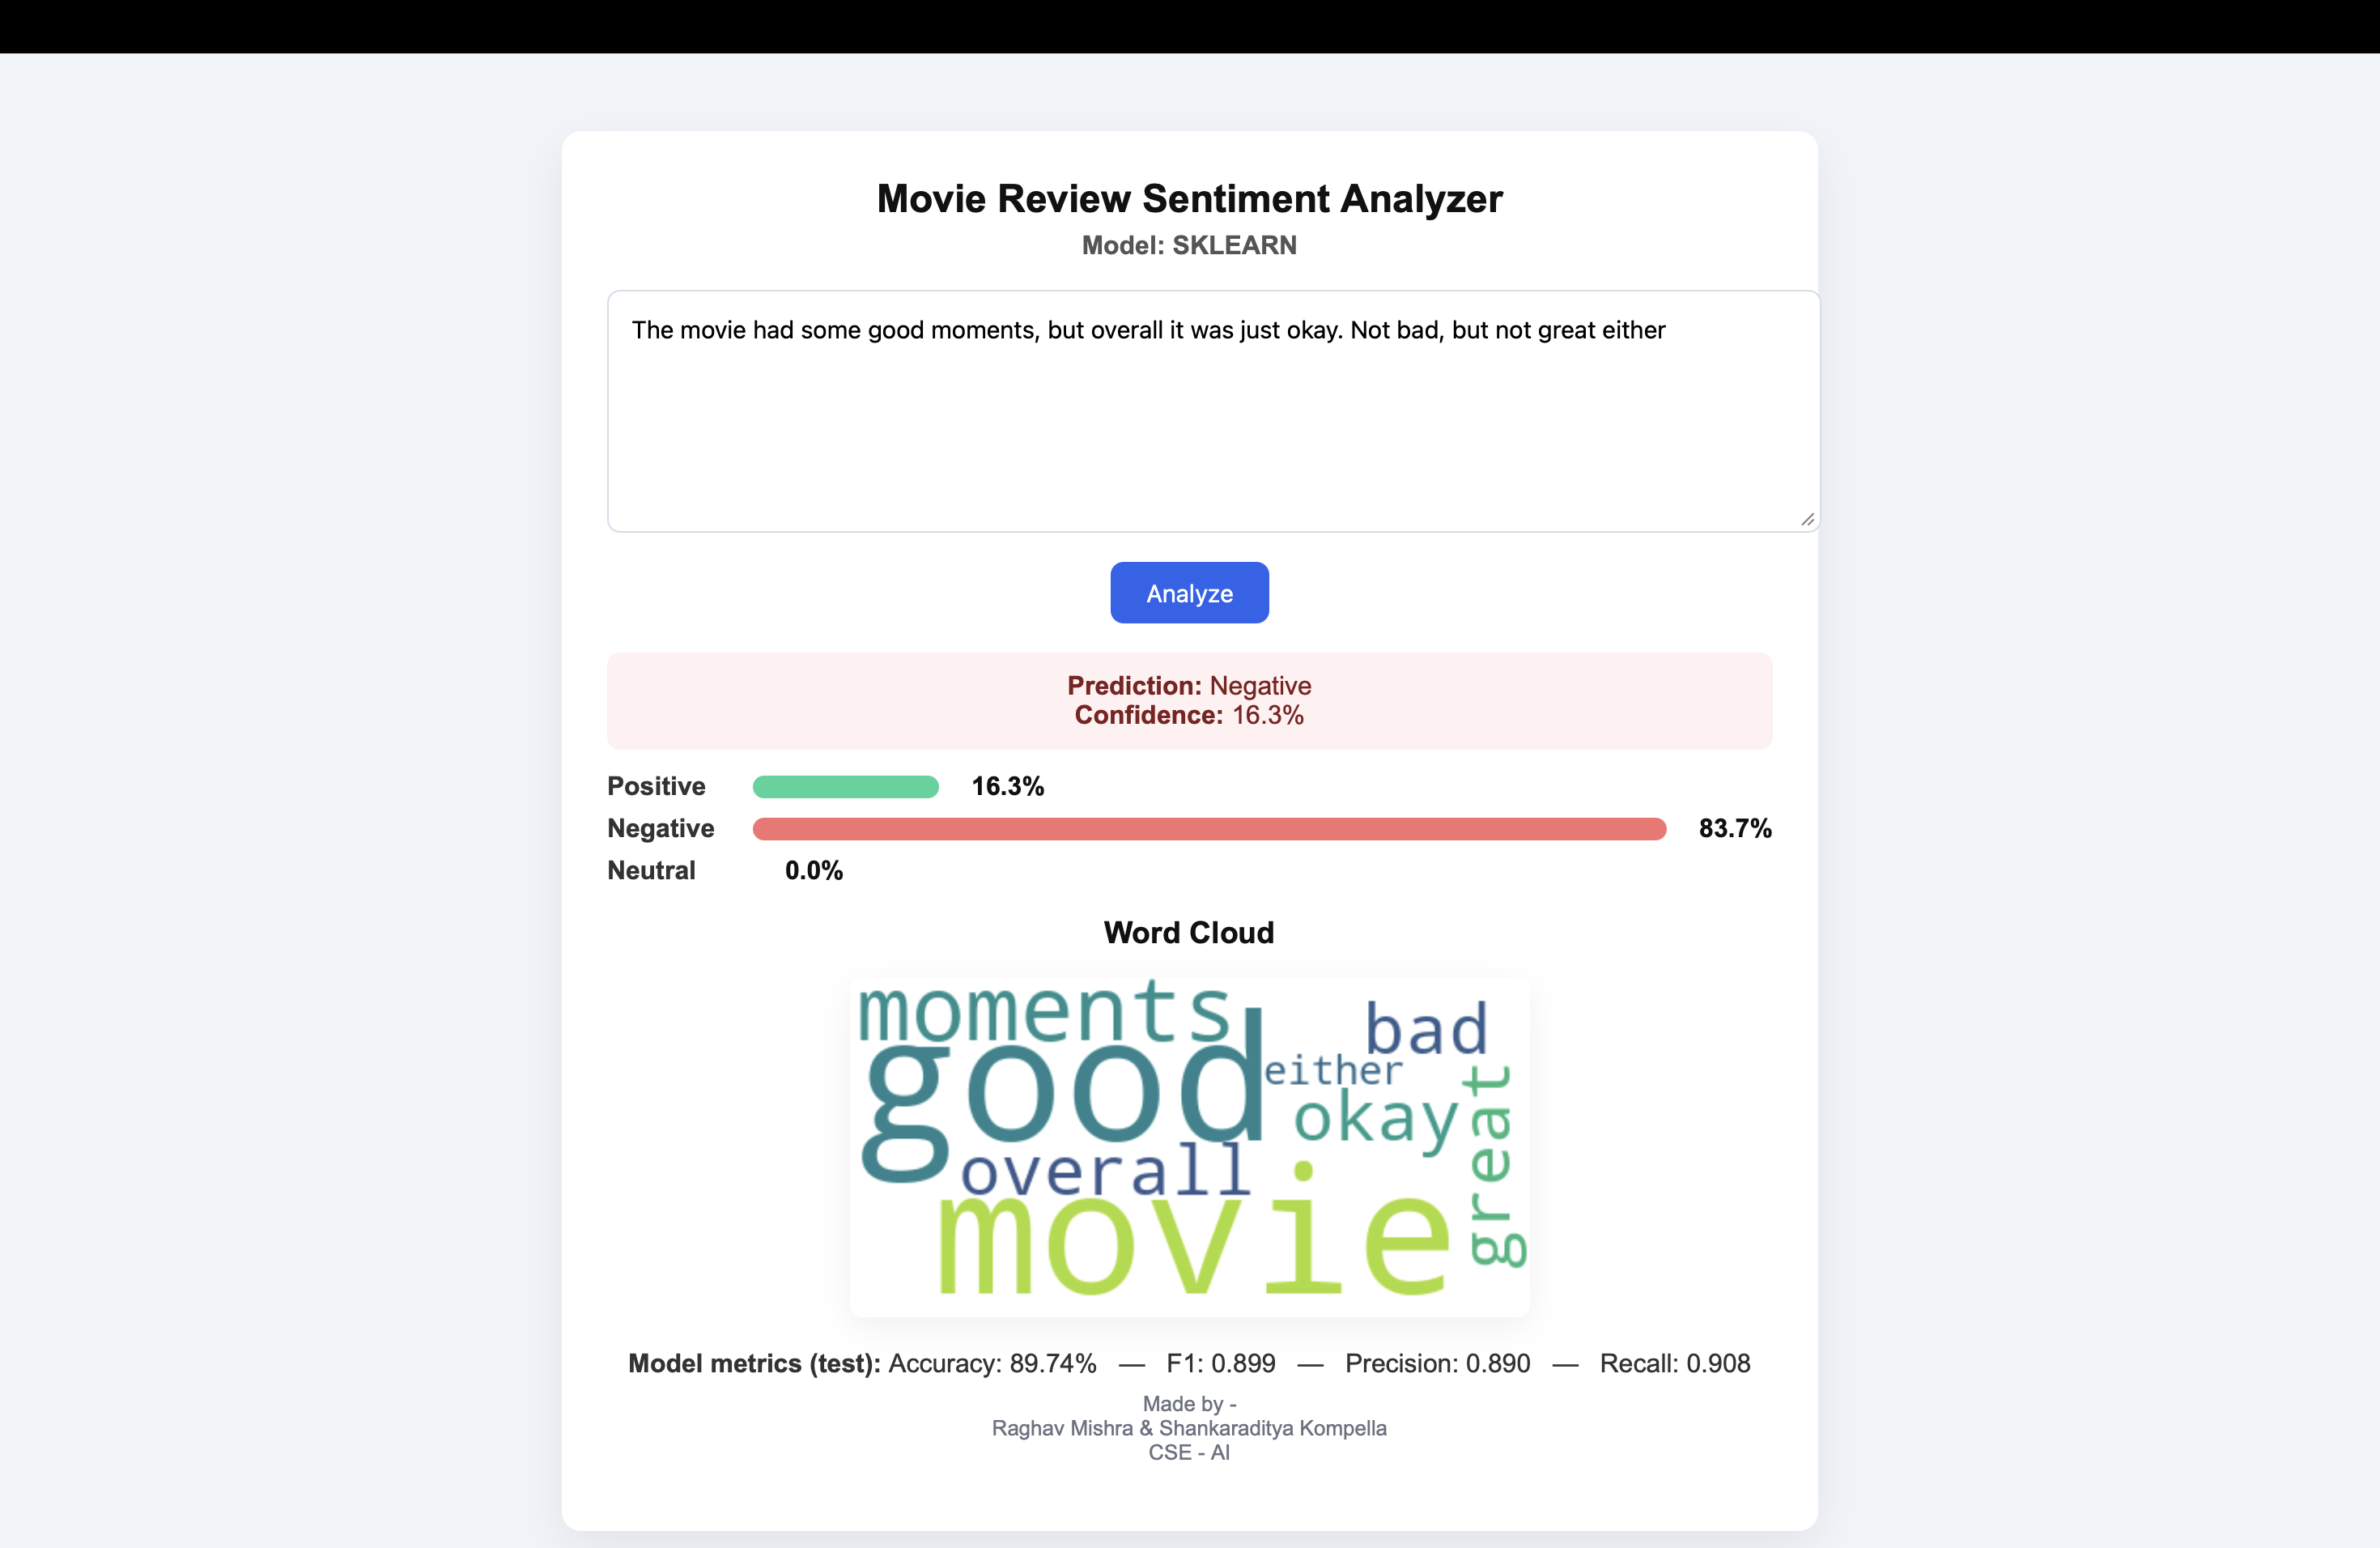 Movie Review Sentiment Analyzer
Model: SKLEARN
The movie had some good moments, but overall it was just okay. Not bad, but not great either
Analyze
Prediction: Negative
Confidence: 16.3%
Positive 16.3%
Negative 83.7%
Neutral 0.0%
Word Cloud
moments
bad
good
either
okay
great
overall
movie
Model metrics (test): Accuracy: 89.74% — F1: 0.899 — Precision: 0.890 — Recall: 0.908
Made by -
Raghav Mishra & Shankaraditya Kompella
CSE - AI